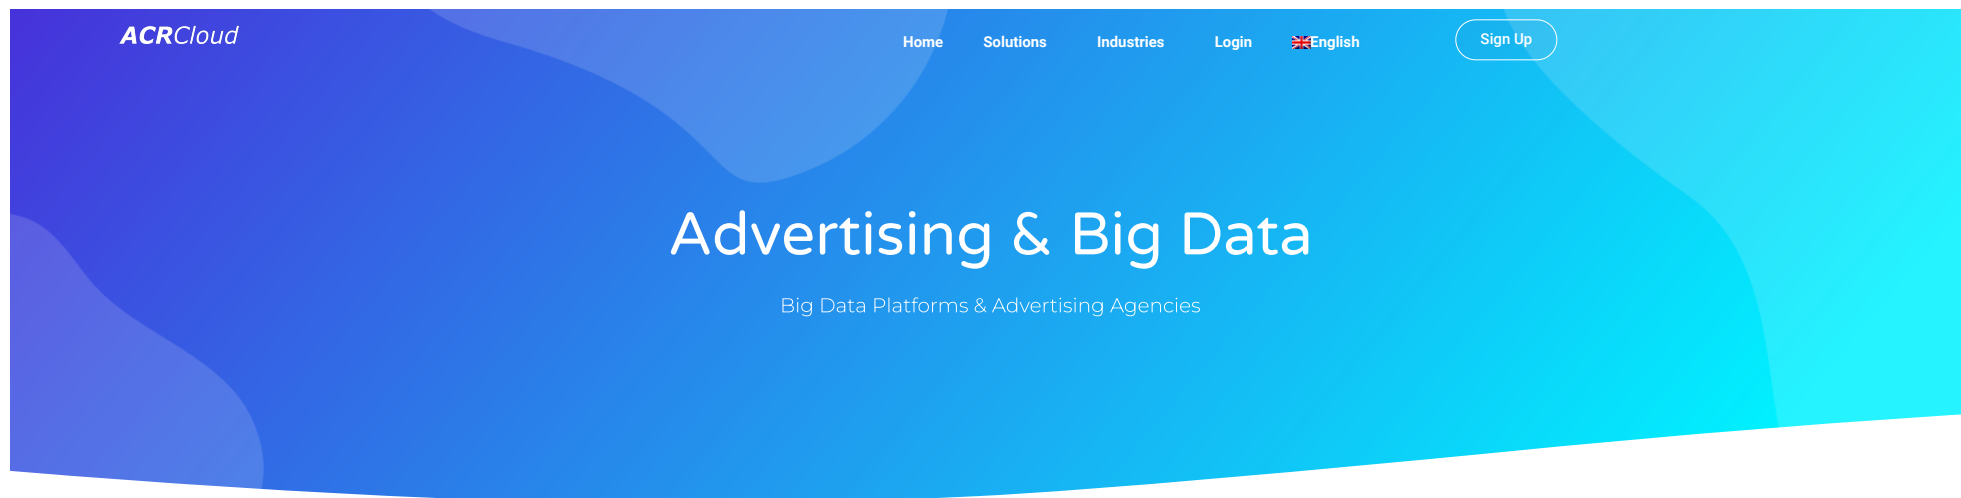 ACRCloud
Home Solutions Industries Login English Sign Up
Advertising & Big Data
Big Data Platforms & Advertising Agencies